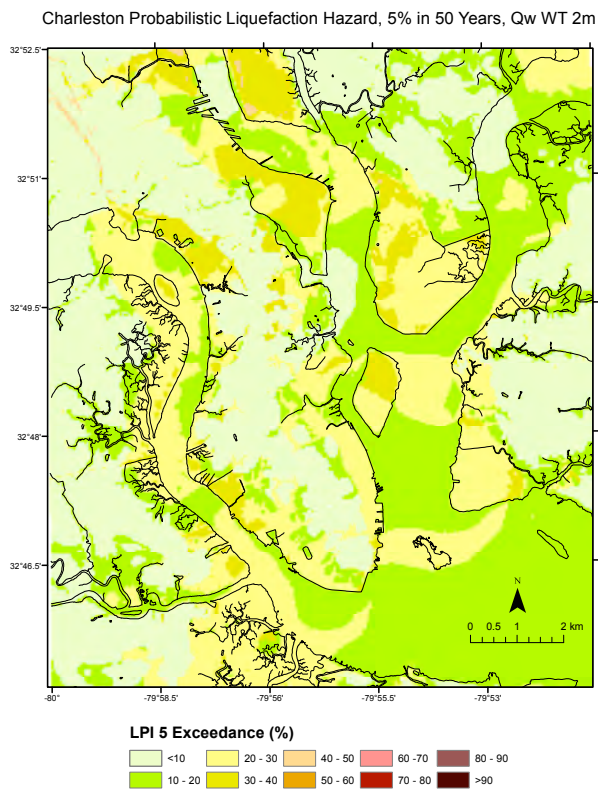 Charleston Probabilistic Liquefaction Hazard, 5% in 50 Years, Qw WT 2m
32°52.5'
32°51'
32°49.5'
32°48'
32°46.5'
N
0 0.5 1 2 km
-80° -79°58.5' -79°56' -79°55.5' -79°53'
LPI 5 Exceedance (%)
<10 20 - 30 40 - 50 60 -70 80 - 90
10 - 20 30 - 40 50 - 60 70 - 80 >90